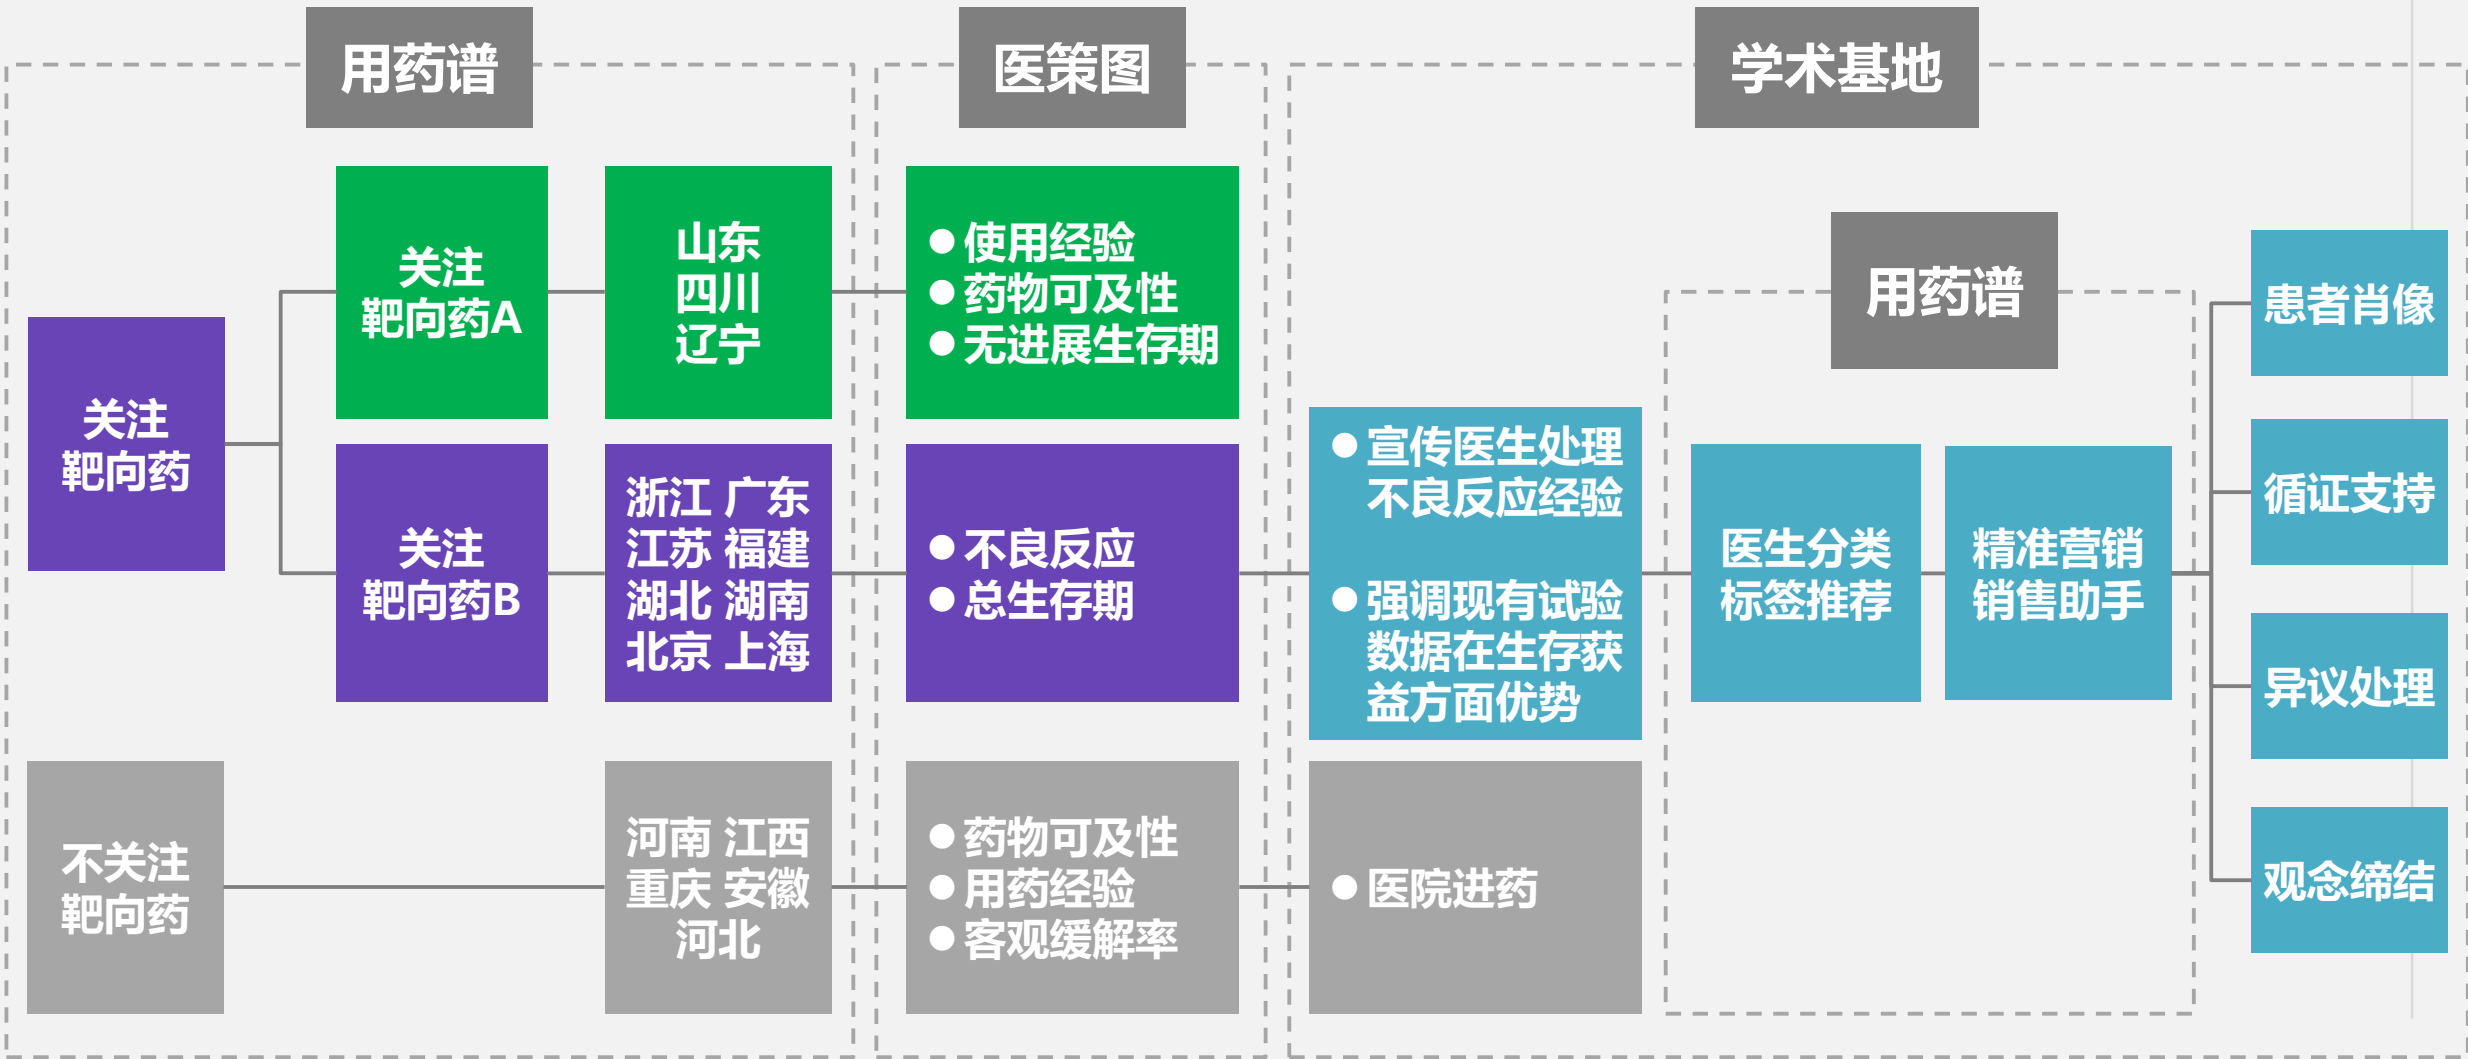 用药谱
医策图
学术基地
关注
靶向药
关注
靶向药A
山东
四川
辽宁
● 使用经验
● 药物可及性
● 无进展生存期
关注
靶向药B
浙江 广东
江苏 福建
湖北 湖南
北京 上海
● 不良反应
● 总生存期
● 宣传医生处理
不良反应经验
● 强调现有试验
数据在生存获
益方面优势
用药谱
医生分类
标签推荐
精准营销
销售助手
患者肖像
循证支持
异议处理
观念缔结
不关注
靶向药
河南 江西
重庆 安徽
河北
● 药物可及性
● 用药经验
● 客观缓解率
● 医院进药